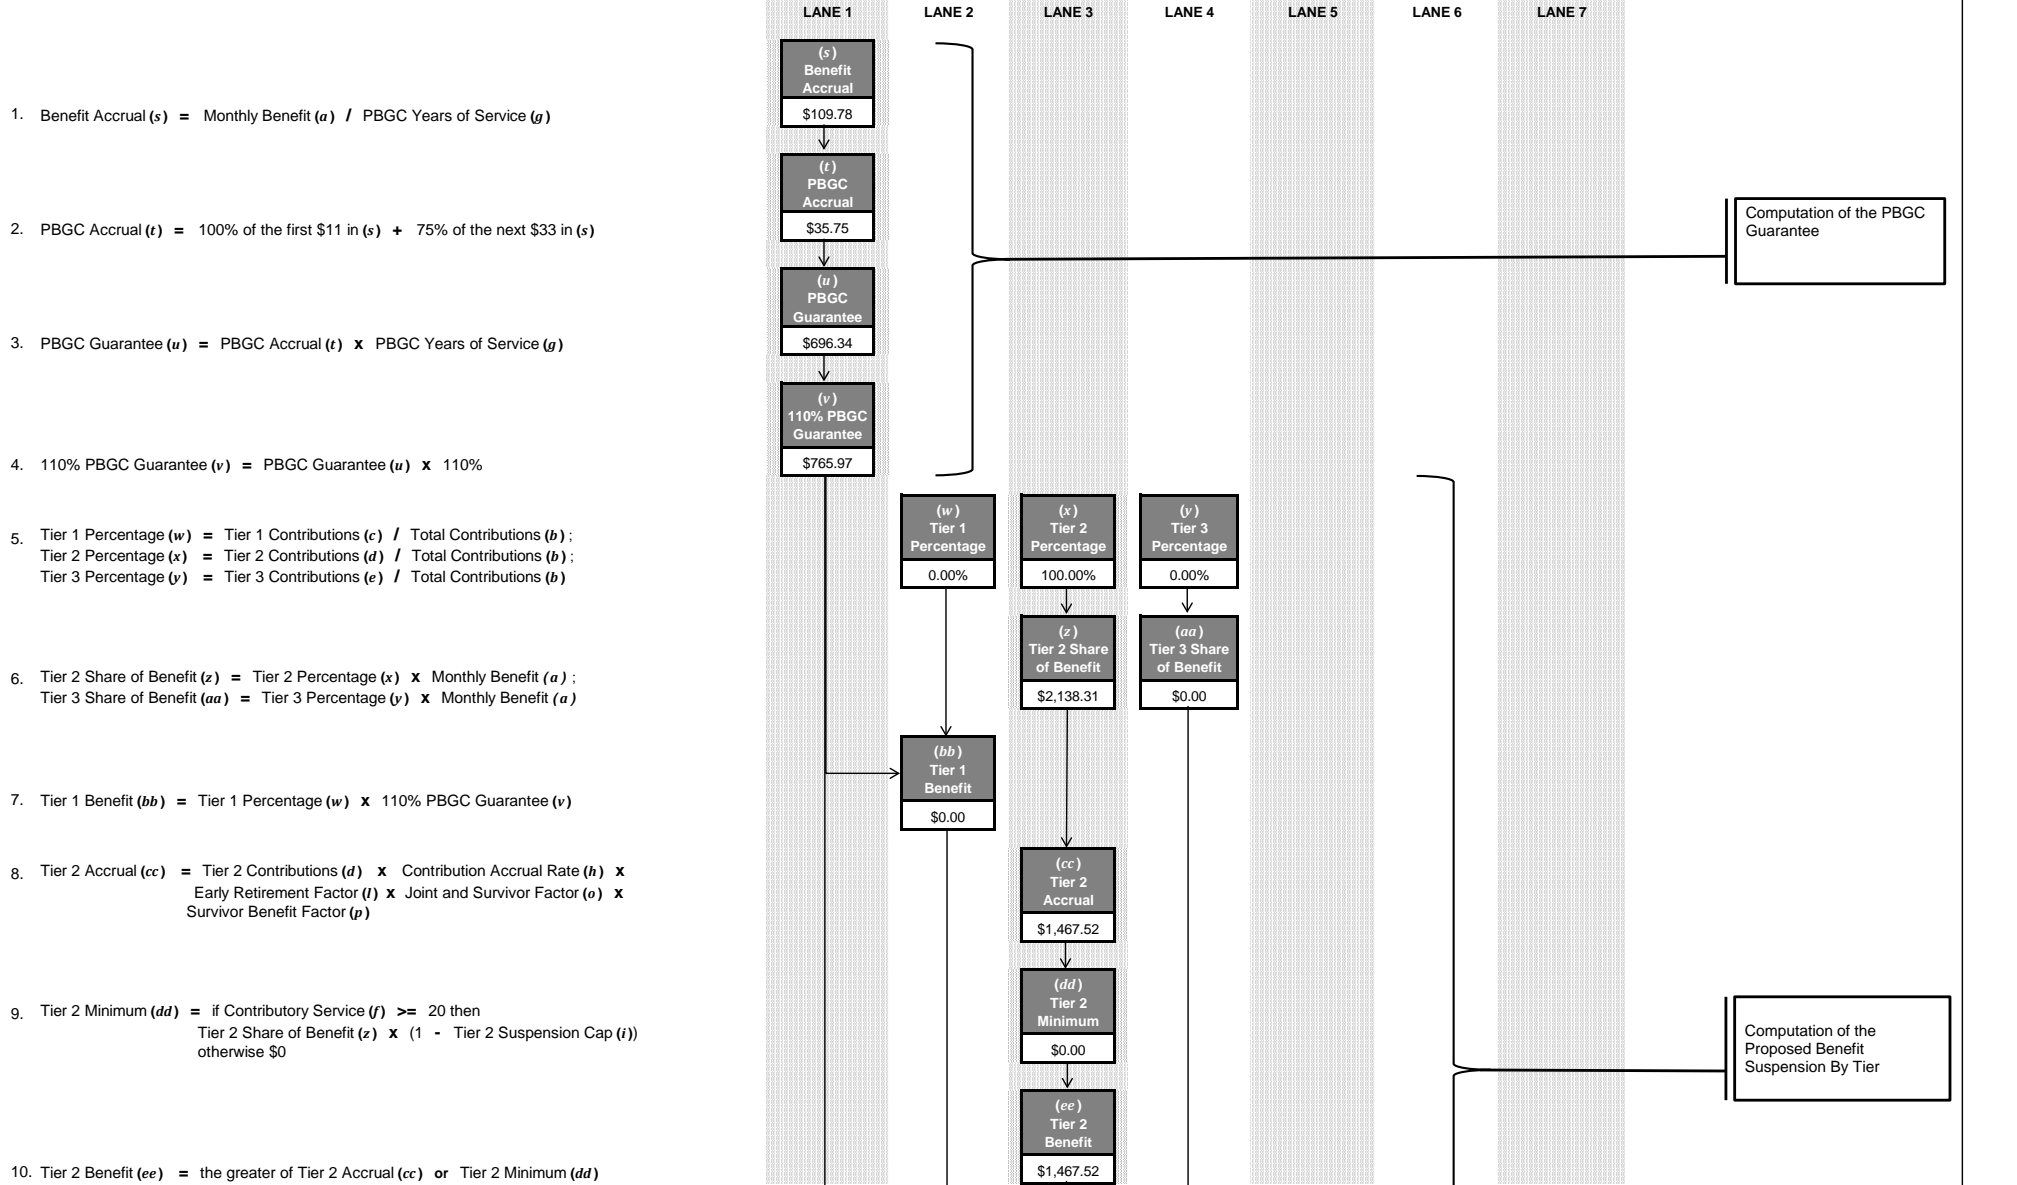 LANE 1 LANE 2 LANE 3 LANE 4 LANE 5 LANE 6 LANE 7
(s)
Benefit
Accrual
$109.78
1. Benefit Accrual (s) = Monthly Benefit (a) / PBGC Years of Service (g)
(t)
PBGC
Accrual
$35.75
2. PBGC Accrual (t) = 100% of the first $11 in (s) + 75% of the next $33 in (s)
Computation of the PBGC
Guarantee
(u)
PBGC
Guarantee
$696.34
3. PBGC Guarantee (u) = PBGC Accrual (t) x PBGC Years of Service (g)
(v)
110% PBGC
Guarantee
$765.97
4. 110% PBGC Guarantee (v) = PBGC Guarantee (u) x 110%
(w)
Tier 1
Percentage
0.00%
(x)
Tier 2
Percentage
100.00%
(y)
Tier 3
Percentage
0.00%
5. Tier 1 Percentage (w) = Tier 1 Contributions (c) / Total Contributions (b) ;
Tier 2 Percentage (x) = Tier 2 Contributions (d) / Total Contributions (b) ;
Tier 3 Percentage (y) = Tier 3 Contributions (e) / Total Contributions (b)
(z)
Tier 2 Share
of Benefit
$2,138.31
(aa)
Tier 3 Share
of Benefit
$0.00
6. Tier 2 Share of Benefit (z) = Tier 2 Percentage (x) x Monthly Benefit (a) ;
Tier 3 Share of Benefit (aa) = Tier 3 Percentage (y) x Monthly Benefit (a)
(bb)
Tier 1
Benefit
$0.00
7. Tier 1 Benefit (bb) = Tier 1 Percentage (w) x 110% PBGC Guarantee (v)
(cc)
Tier 2
Accrual
$1,467.52
8. Tier 2 Accrual (cc) = Tier 2 Contributions (d) x Contribution Accrual Rate (h) x
Early Retirement Factor (l) x Joint and Survivor Factor (o) x
Survivor Benefit Factor (p)
(dd)
Tier 2
Minimum
$0.00
9. Tier 2 Minimum (dd) = if Contributory Service (f) >= 20 then
Tier 2 Share of Benefit (z) x (1 - Tier 2 Suspension Cap (i))
otherwise $0
Computation of the
Proposed Benefit
Suspension By Tier
(ee)
Tier 2
Benefit
$1,467.52
10. Tier 2 Benefit (ee) = the greater of Tier 2 Accrual (cc) or Tier 2 Minimum (dd)